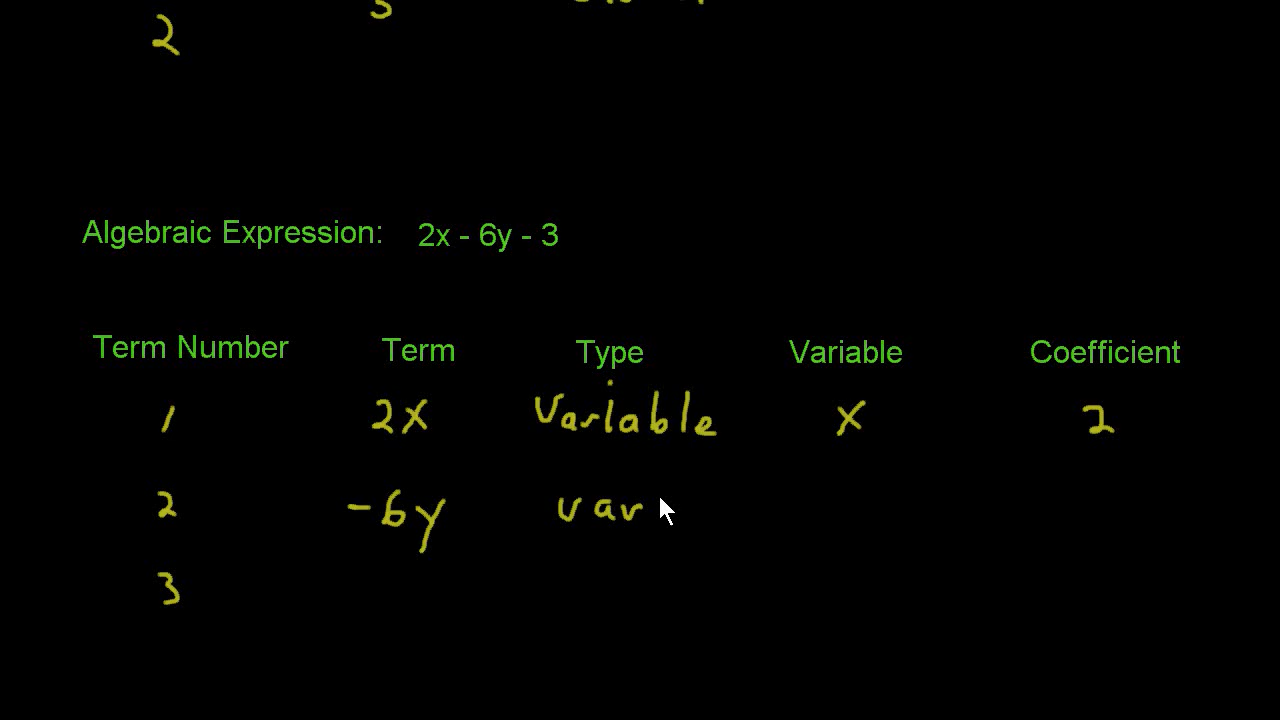 2
Algebraic Expression: 2x - 6y - 3
Term Number Term Type Variable Coefficient
1 2x variable x 2
2 -6y var
3